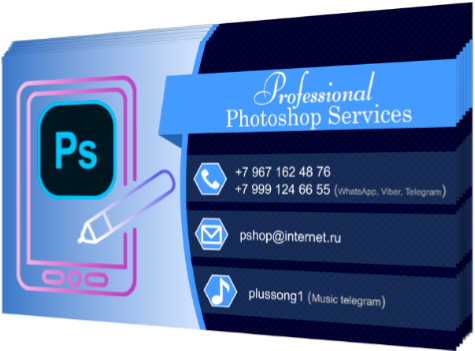 Ps
Professional
Photoshop Services
+7 967 162 48 76
+7 999 124 66 55 (WhatsApp, Viber, Telegram)
pshop@internet.ru
plussong1 (Music telegram)